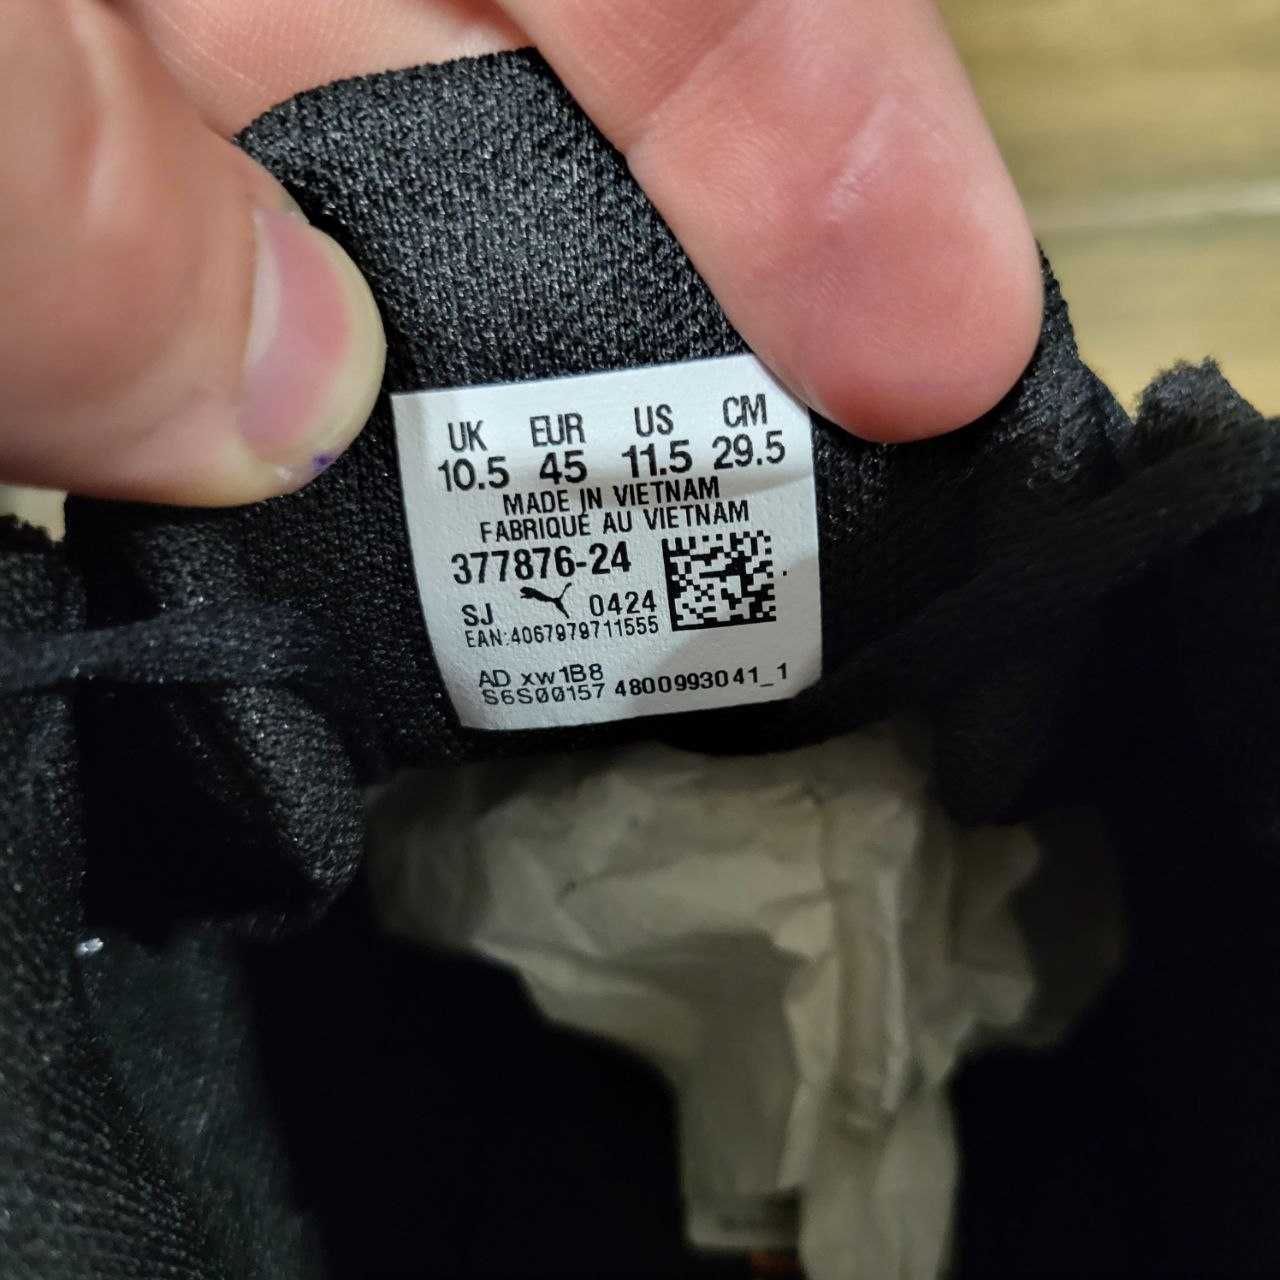 UK EUR US CM
10.5 45 11.5 29.5
MADE IN VIETNAM
FABRIQUÉ AU VIETNAM
377876-24
SJ 0424
EAN:4067979711555
AD xw1B8
S6S00157 4800993041_1